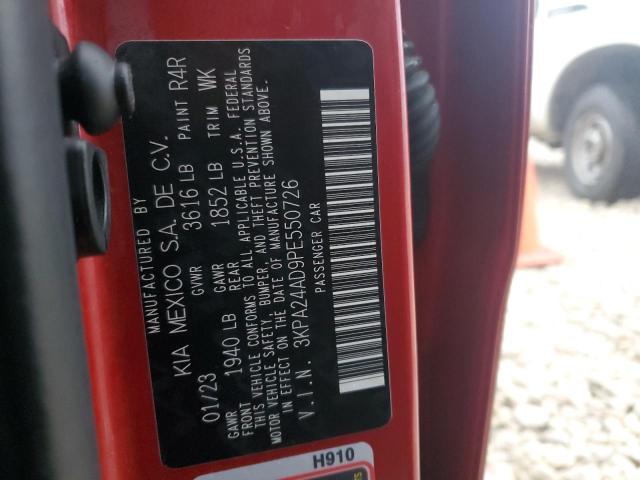 MANUFACTURED BY
KIA MEXICO S.A. DE C.V.
01/23 GVWR 3616 LB PAINT R4R
GAWR FRONT 1940 LB GAWR REAR 1852 LB TRIM WK
THIS VEHICLE CONFORMS TO ALL APPLICABLE U.S.A. FEDERAL
MOTOR VEHICLE SAFETY, BUMPER, AND THEFT PREVENTION STANDARDS
IN EFFECT ON THE DATE OF MANUFACTURE SHOWN ABOVE.
V.I.N. 3KPA24AD9PE550726
PASSENGER CAR
H910